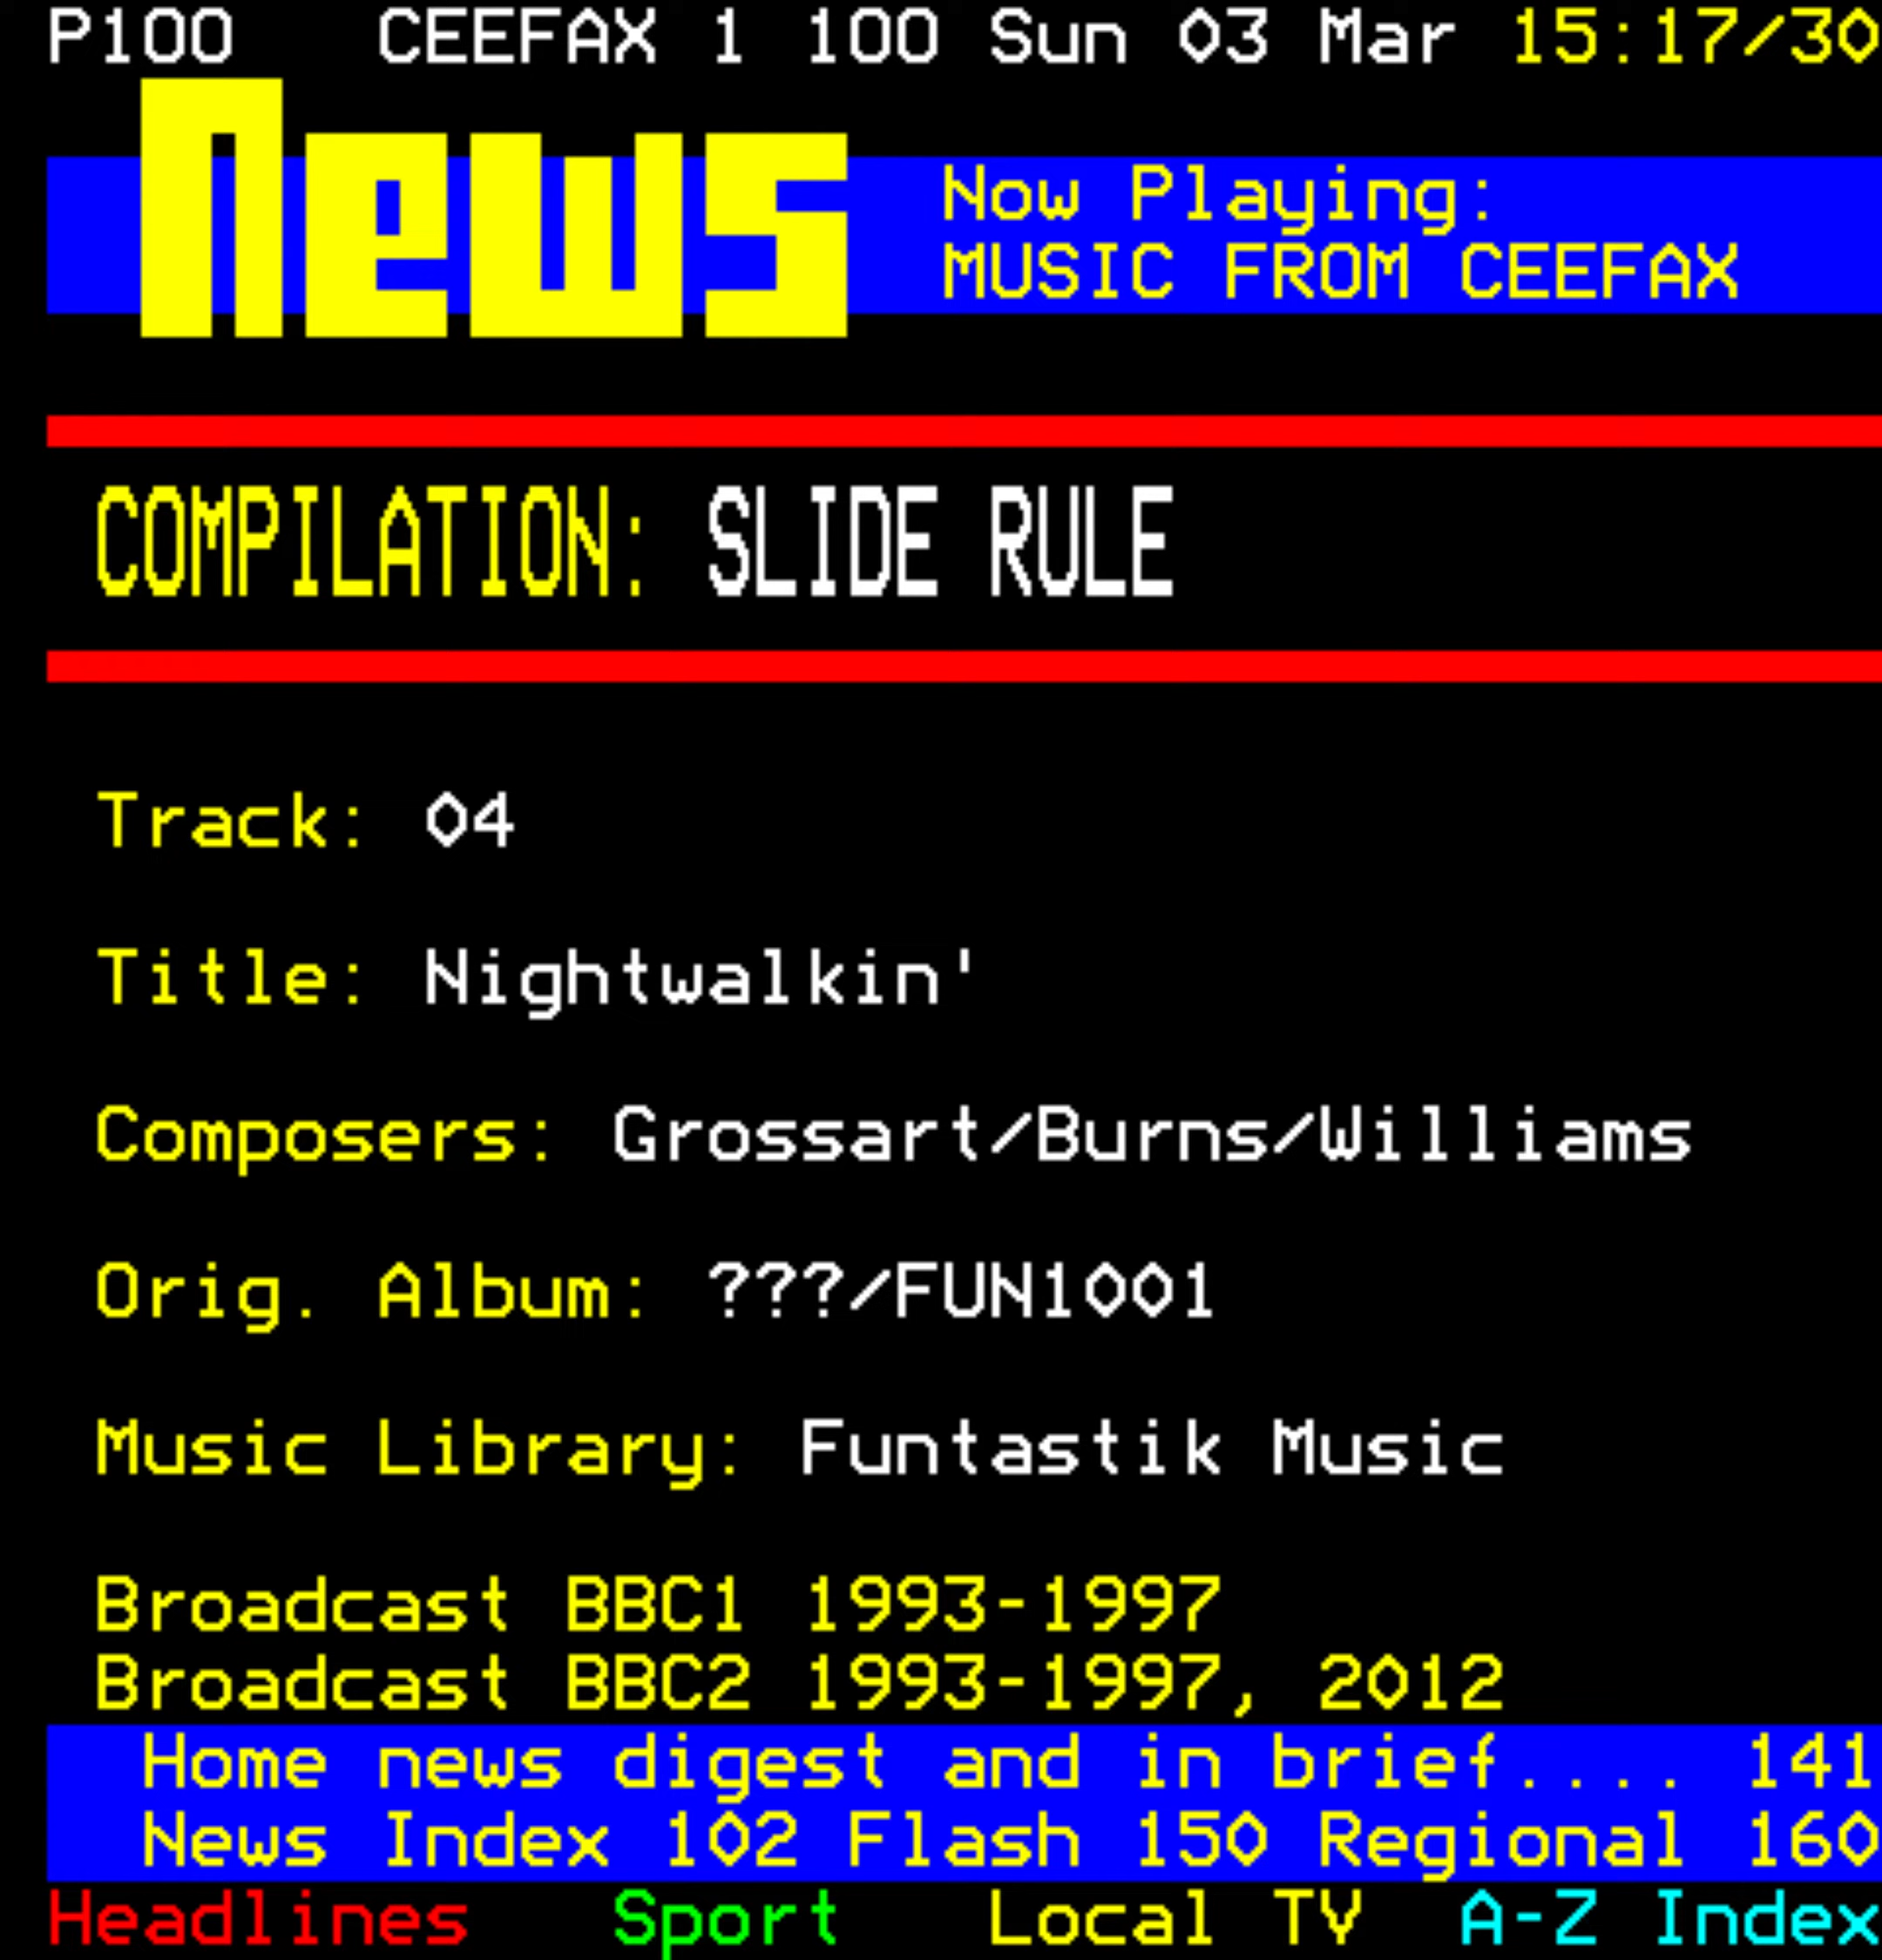 P100 CEEFAX 1 100 Sun 03 Mar 15:17/30
News
Now Playing:
MUSIC FROM CEEFAX
COMPILATION: SLIDE RULE
Track: 04
Title: Nightwalkin'
Composers: Grossart/Burns/Williams
Orig. Album: ???/FUN1001
Music Library: Funtastik Music
Broadcast BBC1 1993-1997
Broadcast BBC2 1993-1997, 2012
Home news digest and in brief.... 141
News Index 102 Flash 150 Regional 160
Headlines Sport Local TV A-Z Index